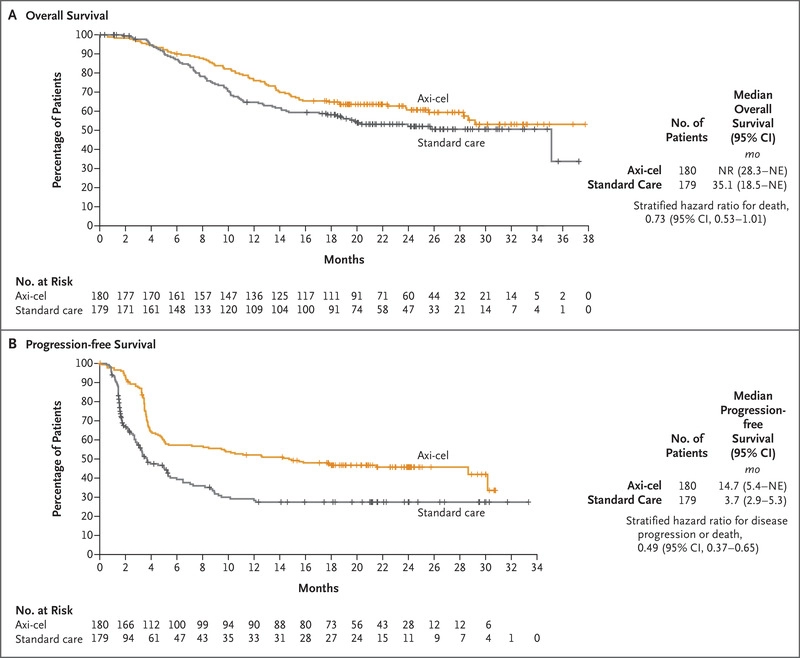 A Overall Survival
100
90
80
70
60
50
40
30
20
10
0
Percentage of Patients
Axi-cel
Standard care
0 2 4 6 8 10 12 14 16 18 20 22 24 26 28 30 32 34 36 38
Months
No. of Patients
Median Overall Survival (95% CI)
mo
Axi-cel 180 NR (28.3–NE)
Standard Care 179 35.1 (18.5–NE)
Stratified hazard ratio for death,
0.73 (95% CI, 0.53–1.01)
No. at Risk
Axi-cel 180 177 170 161 157 147 136 125 117 111 91 71 60 44 32 21 14 5 2 0
Standard care 179 171 161 148 133 120 109 104 100 91 74 58 47 33 21 14 7 4 1 0
B Progression-free Survival
100
90
80
70
60
50
40
30
20
10
0
Percentage of Patients
Axi-cel
Standard care
0 2 4 6 8 10 12 14 16 18 20 22 24 26 28 30 32 34
Months
No. of Patients
Median Progression-free Survival (95% CI)
mo
Axi-cel 180 14.7 (5.4–NE)
Standard Care 179 3.7 (2.9–5.3)
Stratified hazard ratio for disease
progression or death,
0.49 (95% CI, 0.37–0.65)
No. at Risk
Axi-cel 180 166 112 100 99 94 90 88 80 73 56 43 28 12 12 6
Standard care 179 94 61 47 43 35 33 31 28 27 24 15 11 9 7 4 1 0